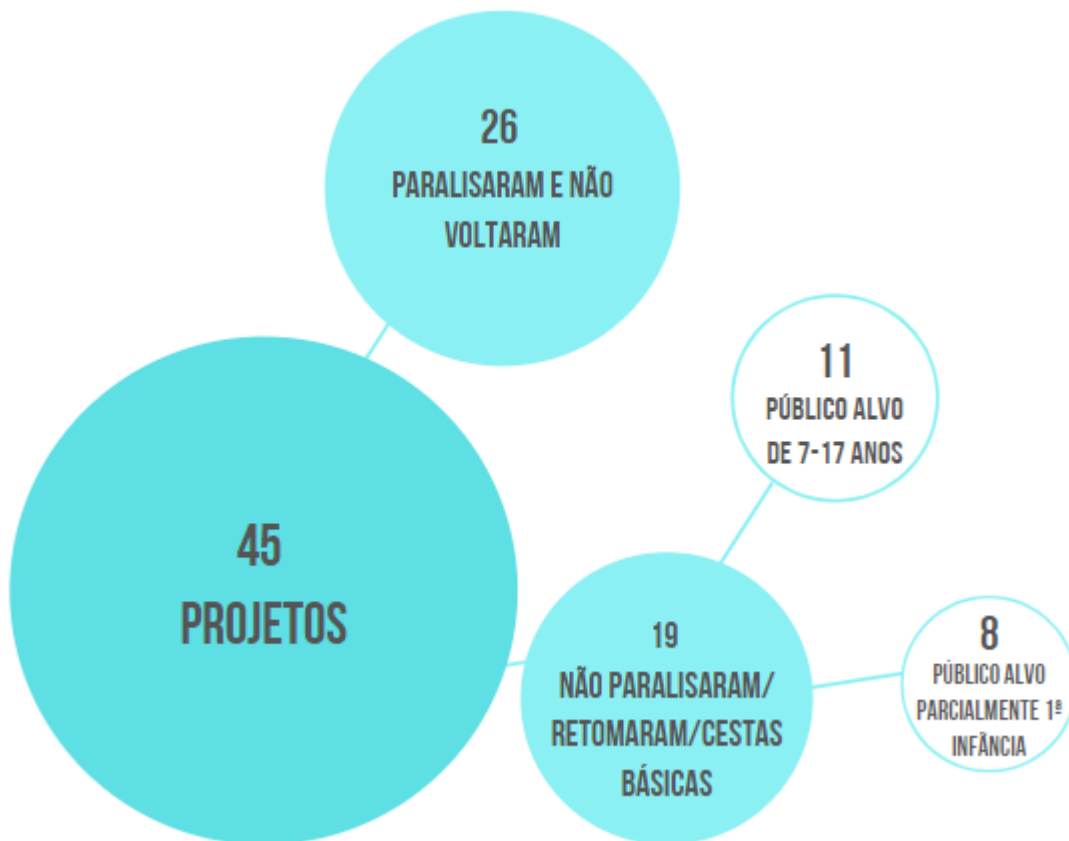 26
PARALISARAM E NÃO
VOLTARAM
11
PÚBLICO ALVO
DE 7-17 ANOS
45
PROJETOS
19
NÃO PARALISARAM/
RETOMARAM/CESTAS
BÁSICAS
8
PÚBLICO ALVO
PARCIALMENTE 1ª
INFÂNCIA